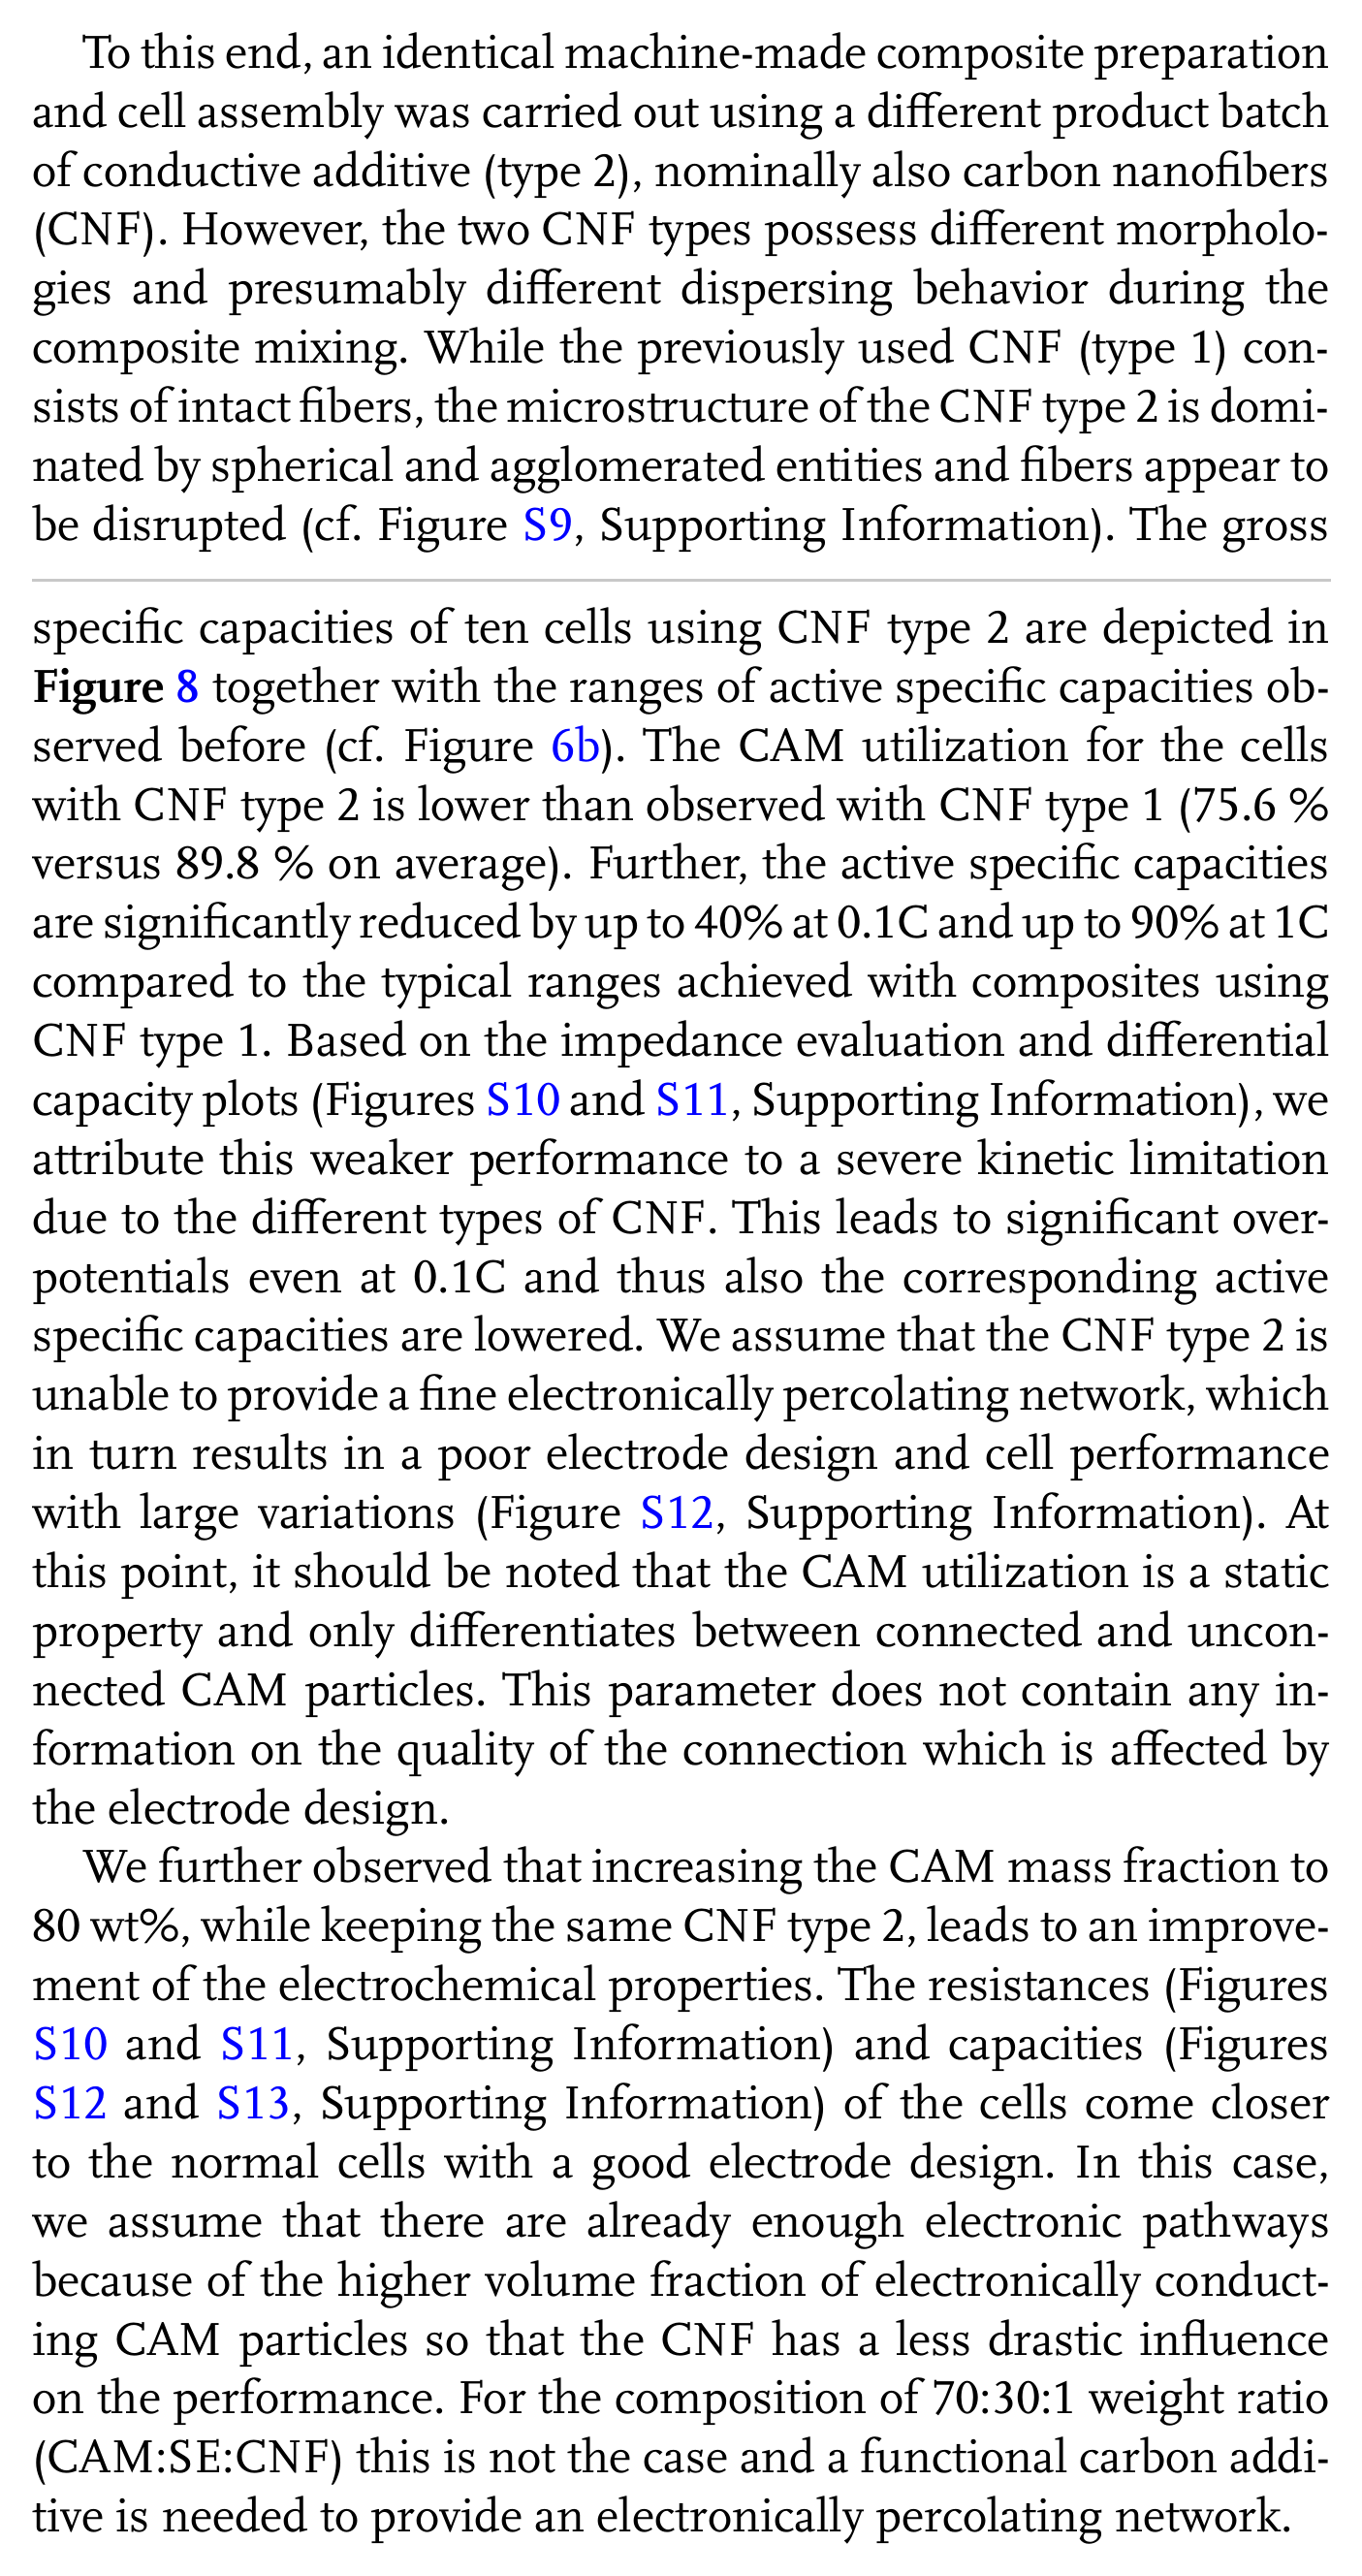 To this end, an identical machine-made composite preparation
and cell assembly was carried out using a different product batch
of conductive additive (type 2), nominally also carbon nanofibers
(CNF). However, the two CNF types possess different morpholo-
gies and presumably different dispersing behavior during the
composite mixing. While the previously used CNF (type 1) con-
sists of intact fibers, the microstructure of the CNF type 2 is domi-
nated by spherical and agglomerated entities and fibers appear to
be disrupted (cf. Figure S9, Supporting Information). The gross
specific capacities of ten cells using CNF type 2 are depicted in
Figure 8 together with the ranges of active specific capacities ob-
served before (cf. Figure 6b). The CAM utilization for the cells
with CNF type 2 is lower than observed with CNF type 1 (75.6 %
versus 89.8 % on average). Further, the active specific capacities
are significantly reduced by up to 40% at 0.1C and up to 90% at 1C
compared to the typical ranges achieved with composites using
CNF type 1. Based on the impedance evaluation and differential
capacity plots (Figures S10 and S11, Supporting Information), we
attribute this weaker performance to a severe kinetic limitation
due to the different types of CNF. This leads to significant over-
potentials even at 0.1C and thus also the corresponding active
specific capacities are lowered. We assume that the CNF type 2 is
unable to provide a fine electronically percolating network, which
in turn results in a poor electrode design and cell performance
with large variations (Figure S12, Supporting Information). At
this point, it should be noted that the CAM utilization is a static
property and only differentiates between connected and uncon-
nected CAM particles. This parameter does not contain any in-
formation on the quality of the connection which is affected by
the electrode design.
We further observed that increasing the CAM mass fraction to
80 wt%, while keeping the same CNF type 2, leads to an improve-
ment of the electrochemical properties. The resistances (Figures
S10 and S11, Supporting Information) and capacities (Figures
S12 and S13, Supporting Information) of the cells come closer
to the normal cells with a good electrode design. In this case,
we assume that there are already enough electronic pathways
because of the higher volume fraction of electronically conduct-
ing CAM particles so that the CNF has a less drastic influence
on the performance. For the composition of 70:30:1 weight ratio
(CAM:SE:CNF) this is not the case and a functional carbon addi-
tive is needed to provide an electronically percolating network.